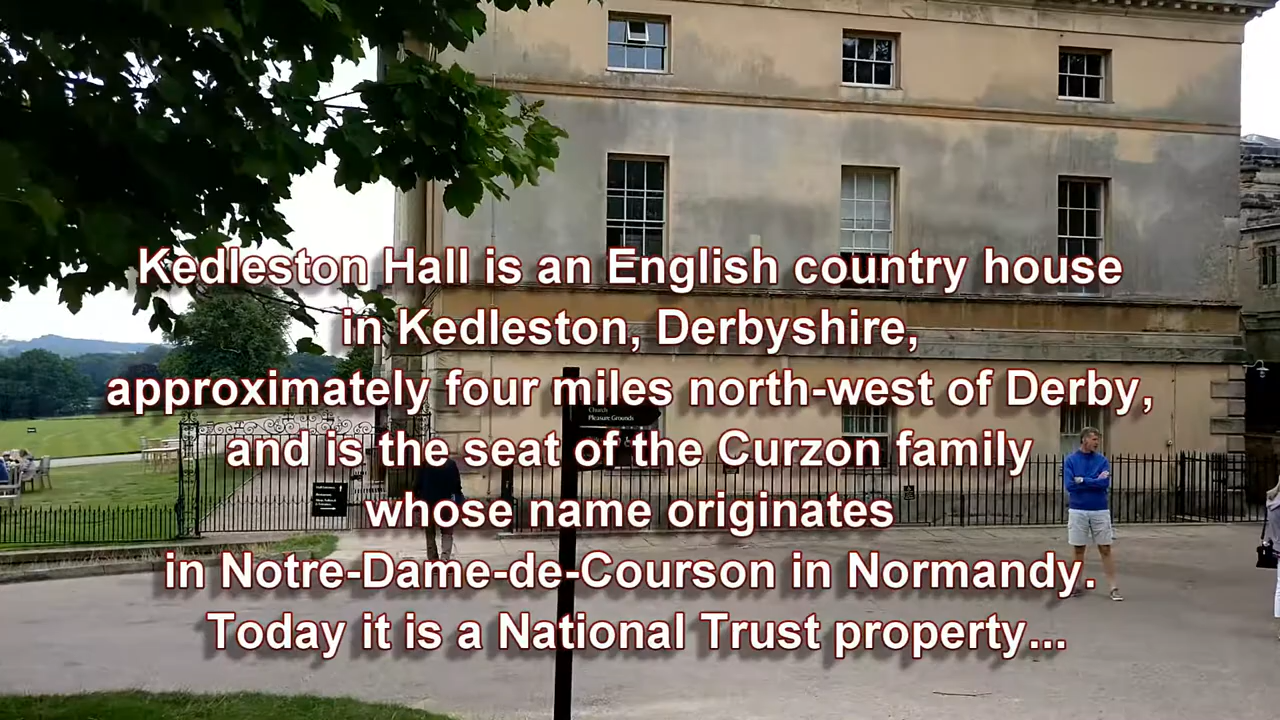 Kedleston Hall is an English country house
in Kedleston, Derbyshire,
approximately four miles north-west of Derby,
and is the seat of the Curzon family
whose name originates
in Notre-Dame-de-Courson in Normandy.
Today it is a National Trust property...
Church
Pleasure Grounds